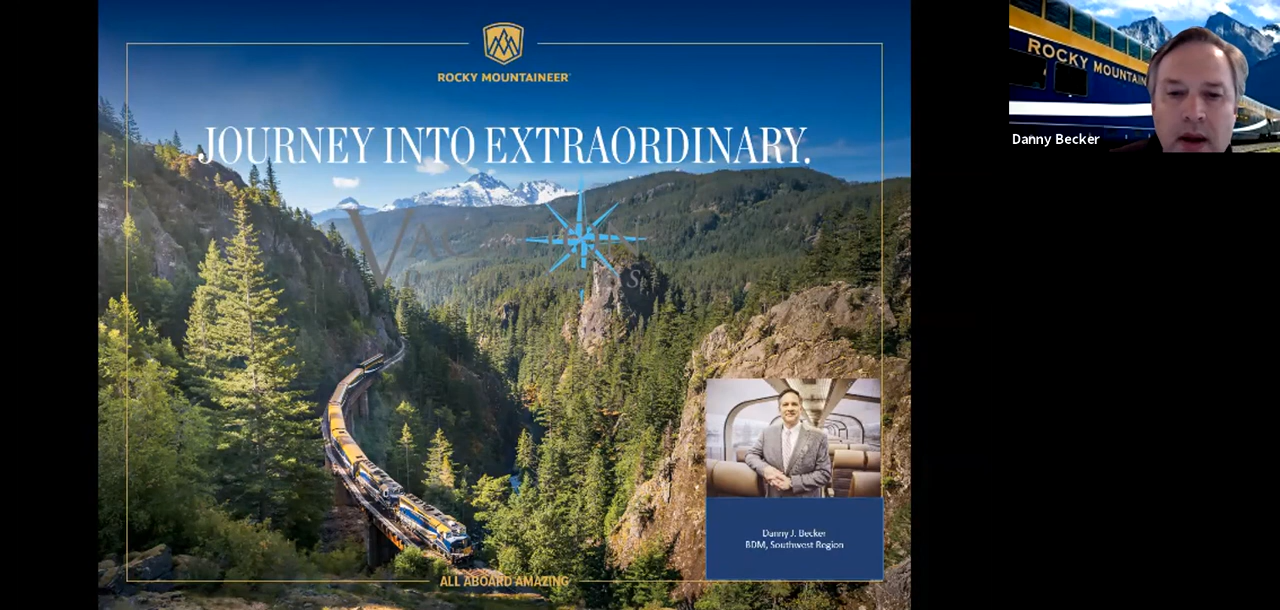 ROCKY MOUNTAINEER
JOURNEY INTO EXTRAORDINARY.
Danny J. Becker
BDM, Southwest Region
ALL ABOARD AMAZING
ROCKY MOUNTAIN
Danny Becker